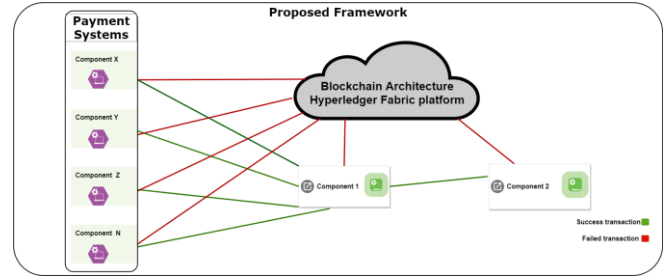 Proposed Framework
Payment
Systems
Component X
Component Y
Component Z
Component N
Blockchain Architecture
Hyperledger Fabric platform
Component 1
Component 2
Success transaction
Failed transaction